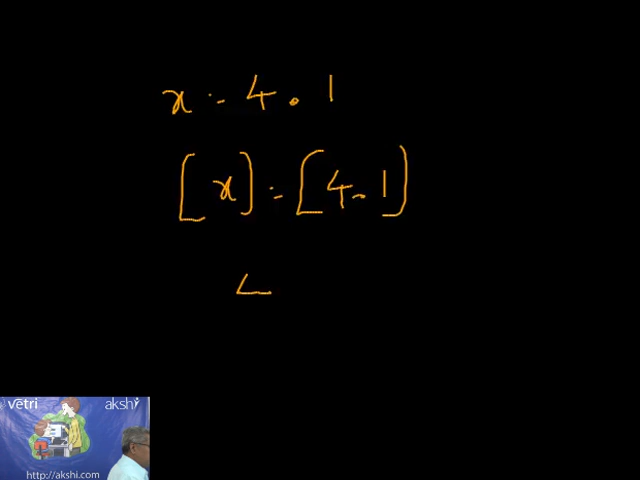 x = 4.1
[x] = [4.1]
vetri akshi
http://akshi.com